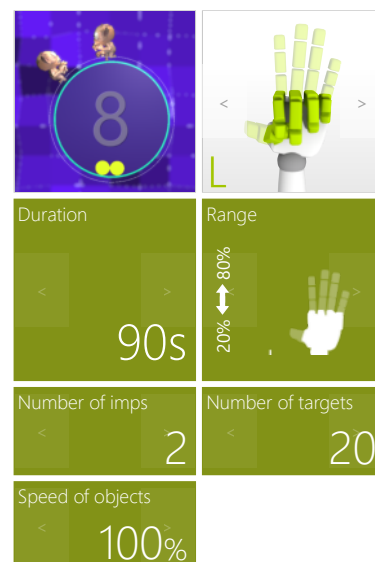 8
L
Duration
90s
Range
20% 80%
Number of imps
2
Number of targets
20
Speed of objects
100%